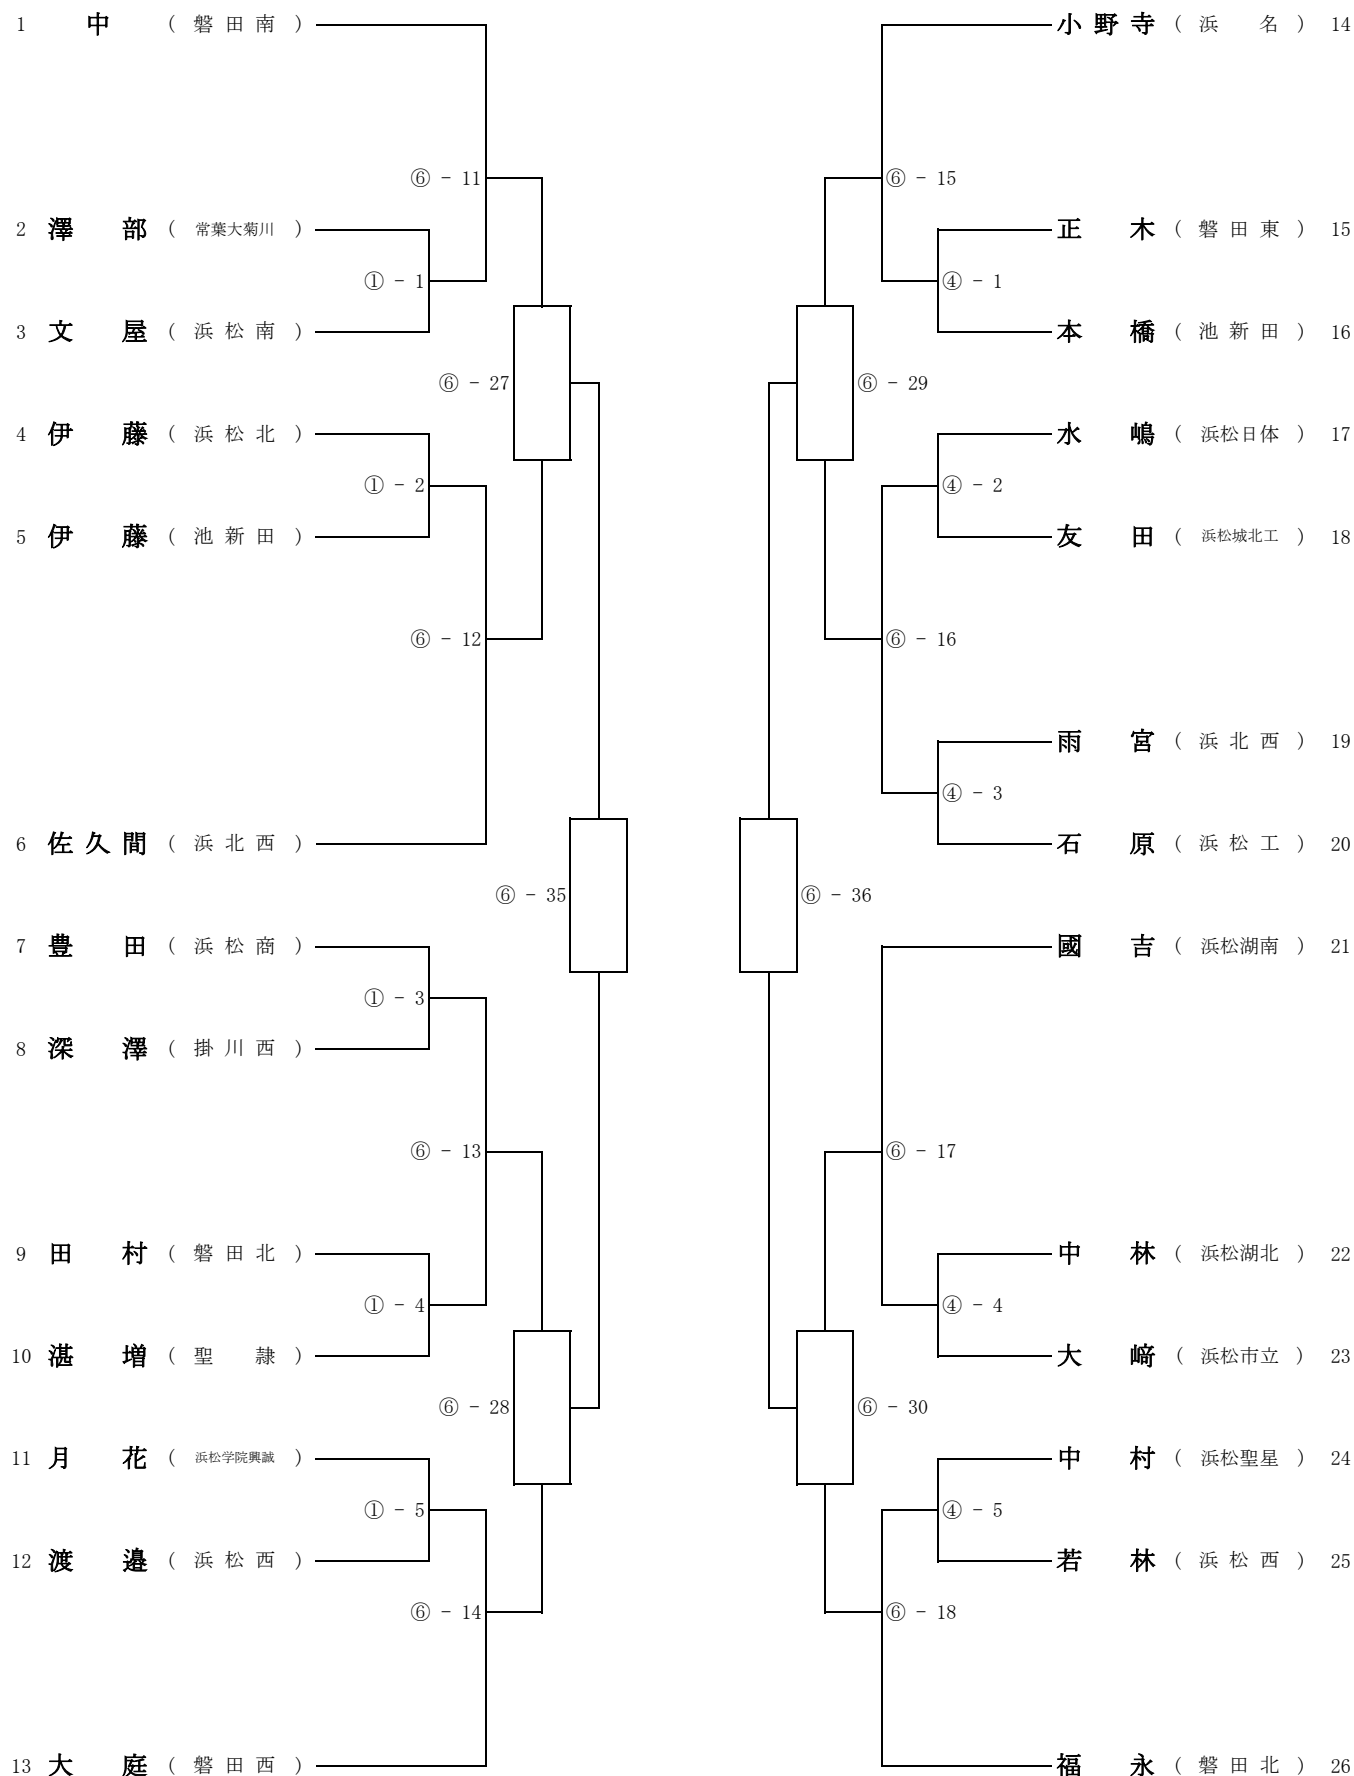 1 中 ( 磐田南 )
⑥ - 11
2 澤部 ( 常葉大菊川 )
① - 1
3 文屋 ( 浜松南 )
⑥ - 27
4 伊藤 ( 浜松北 )
① - 2
5 伊藤 ( 池新田 )
⑥ - 12
6 佐久間 ( 浜北西 )
⑥ - 35
7 豊田 ( 浜松商 )
① - 3
8 深澤 ( 掛川西 )
⑥ - 13
9 田村 ( 磐田北 )
① - 4
10 湛増 ( 聖隷 )
⑥ - 28
11 月花 ( 浜松学院興誠 )
① - 5
12 渡邉 ( 浜松西 )
⑥ - 14
13 大庭 ( 磐田西 )
小野寺 ( 浜名 ) 14
⑥ - 15
正木 ( 磐田東 ) 15
④ - 1
本橋 ( 池新田 ) 16
⑥ - 29
水嶋 ( 浜松日体 ) 17
④ - 2
友田 ( 浜松城北工 ) 18
⑥ - 16
雨宮 ( 浜北西 ) 19
④ - 3
石原 ( 浜松工 ) 20
⑥ - 36
國吉 ( 浜松湖南 ) 21
⑥ - 17
中林 ( 浜松湖北 ) 22
④ - 4
大﨑 ( 浜松市立 ) 23
⑥ - 30
中村 ( 浜松聖星 ) 24
④ - 5
若林 ( 浜松西 ) 25
⑥ - 18
福永 ( 磐田北 ) 26